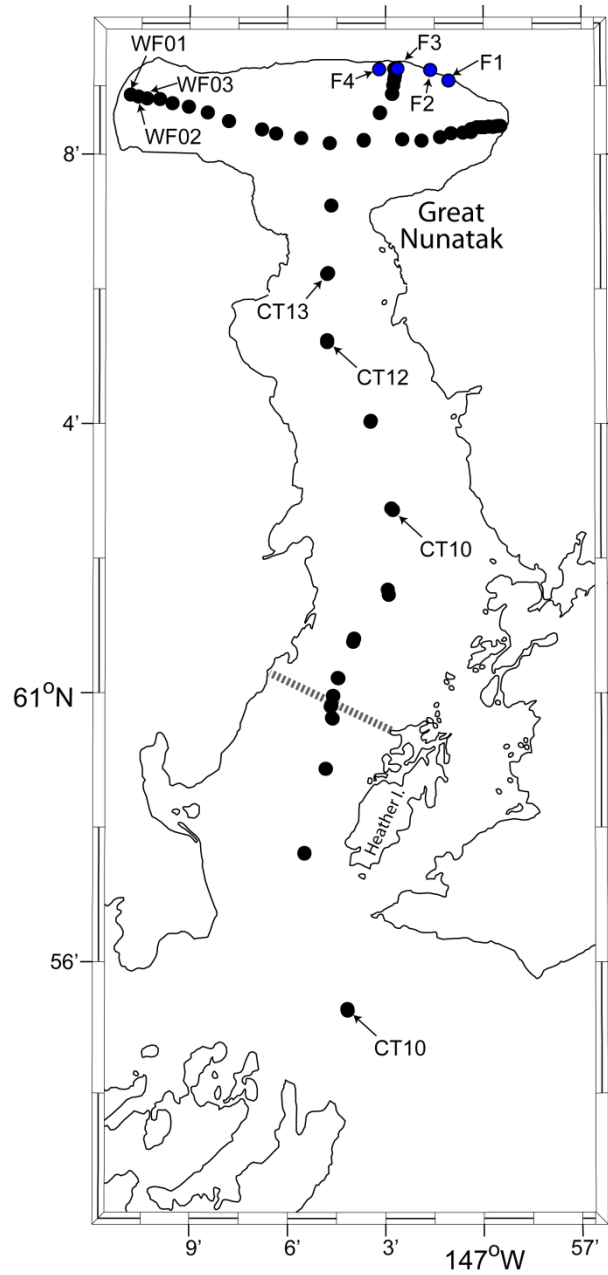 WF01
F3
WF03
F4
F1
F2
WF02
8'
Great
Nunatak
CT13
CT12
4'
CT10
61°N
Heather I.
56'
CT10
9'
6'
3'
147°W
57'